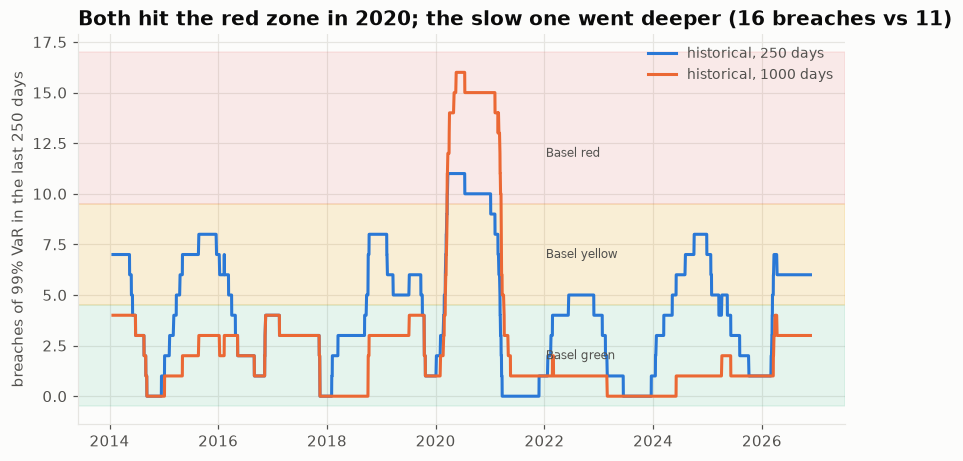 Both hit the red zone in 2020; the slow one went deeper (16 breaches vs 11)
breaches of 99% VaR in the last 250 days
17.5
15.0
12.5
10.0
7.5
5.0
2.5
0.0
historical, 250 days
historical, 1000 days
Basel red
Basel yellow
Basel green
2014
2016
2018
2020
2022
2024
2026